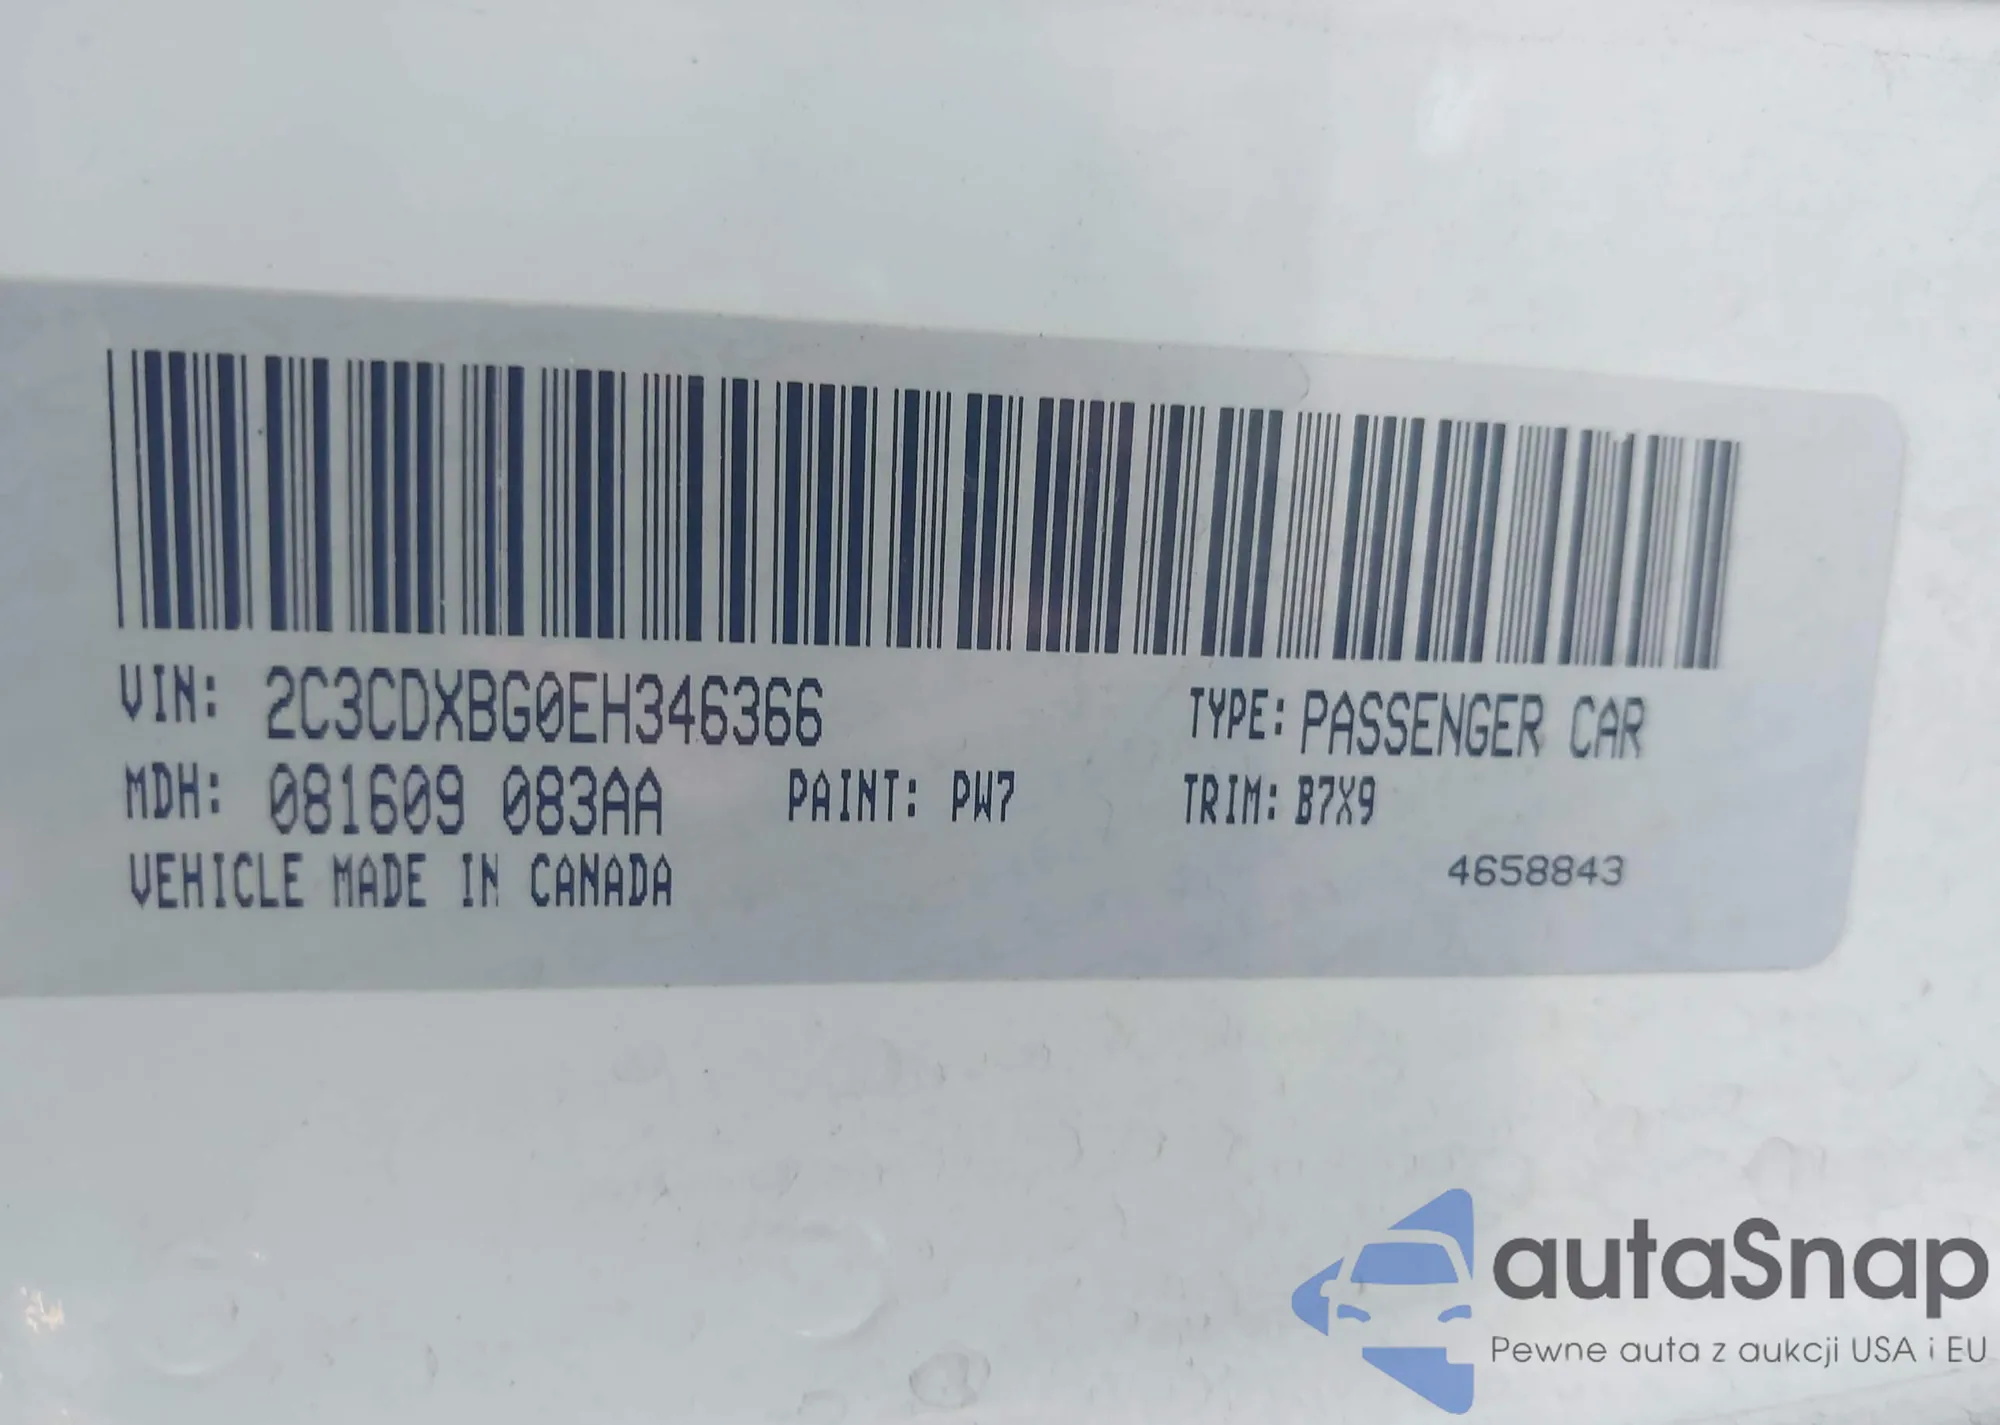 VIN: 2C3CDXBG0EH346366 TYPE: PASSENGER CAR
MDH: 081609 083AA PAINT: PW7 TRIM: B7X9
VEHICLE MADE IN CANADA 4658843
autaSnap
Pewne auta z aukcji USA i EU